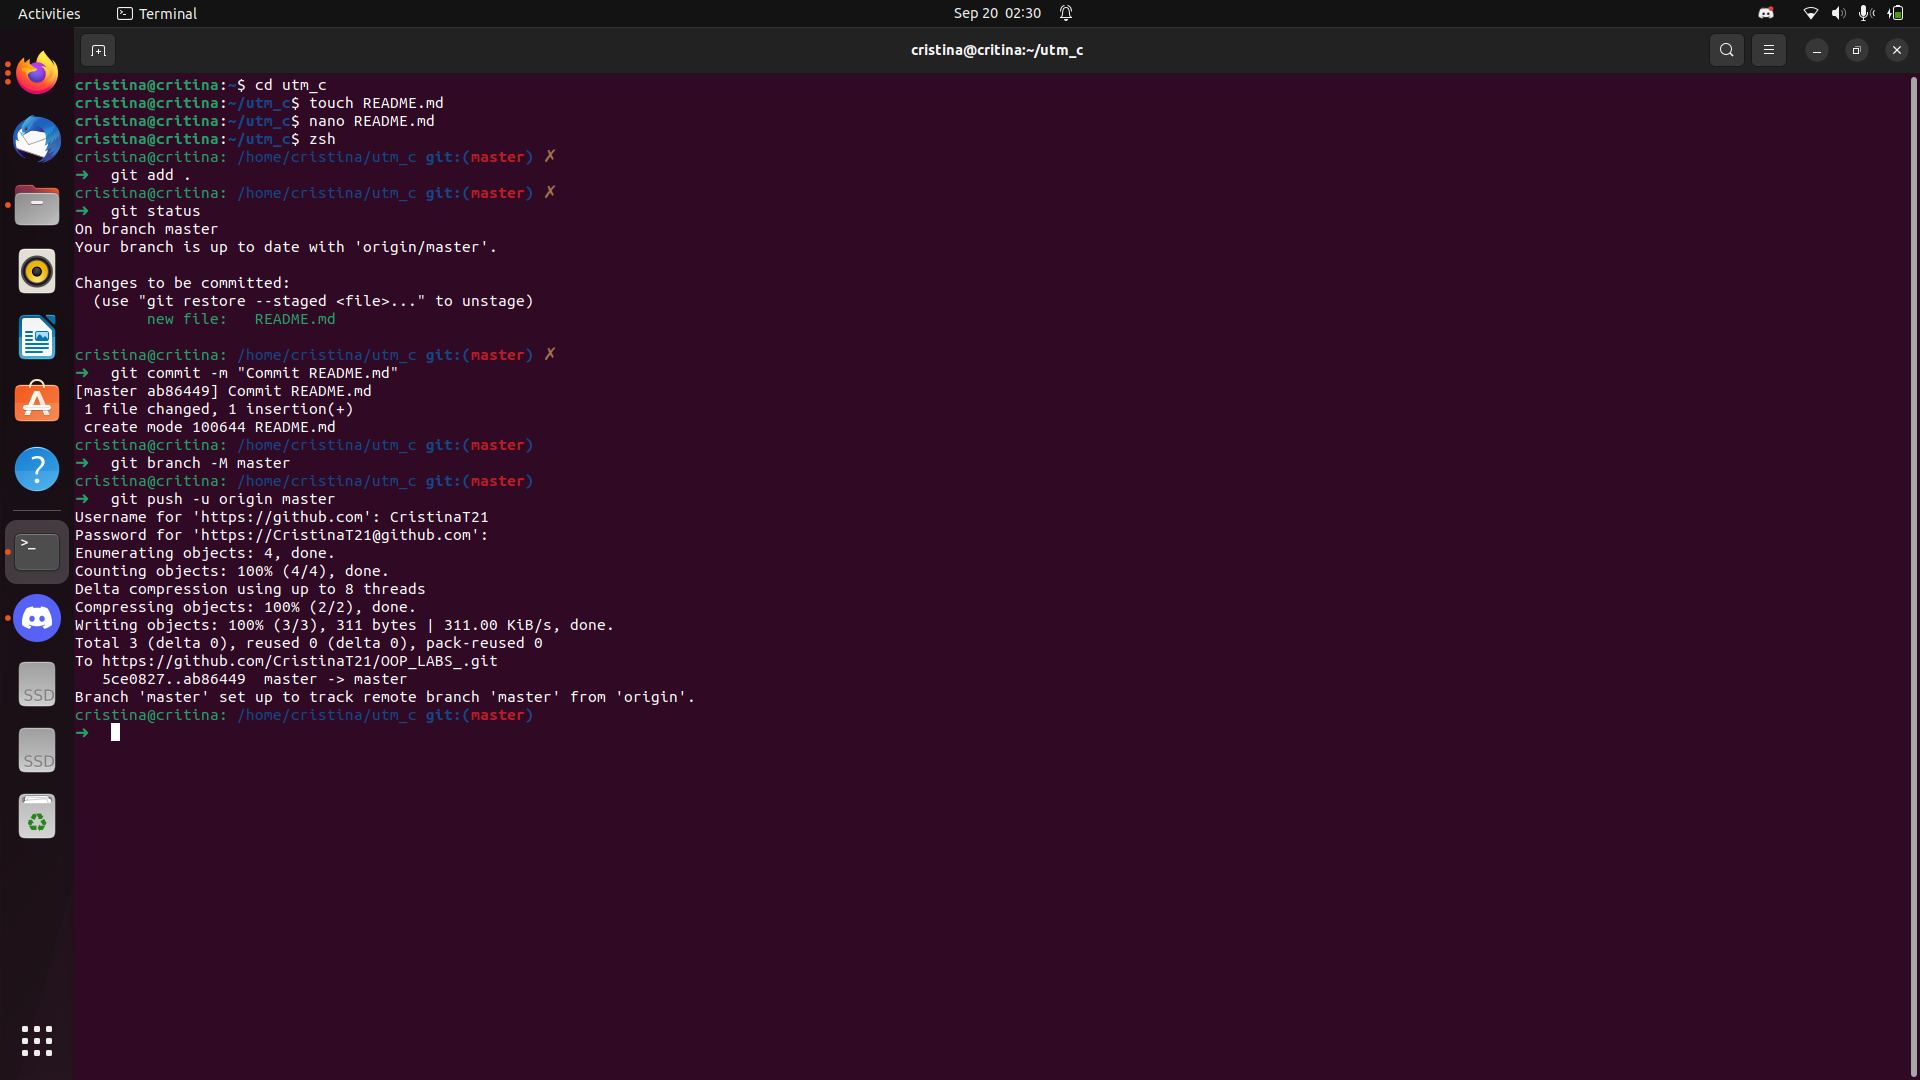 Activities
Terminal
Sep 20 02:30
cristina@critina:~/utm_c
cristina@critina:~$ cd utm_c
cristina@critina:~/utm_c$ touch README.md
cristina@critina:~/utm_c$ nano README.md
cristina@critina:~/utm_c$ zsh
cristina@critina: /home/cristina/utm_c git:(master) ✗
➜ git add .
cristina@critina: /home/cristina/utm_c git:(master) ✗
➜ git status
On branch master
Your branch is up to date with 'origin/master'.
Changes to be committed:
(use "git restore --staged <file>..." to unstage)
new file: README.md
cristina@critina: /home/cristina/utm_c git:(master) ✗
➜ git commit -m "Commit README.md"
[master ab86449] Commit README.md
1 file changed, 1 insertion(+)
create mode 100644 README.md
cristina@critina: /home/cristina/utm_c git:(master)
➜ git branch -M master
cristina@critina: /home/cristina/utm_c git:(master)
➜ git push -u origin master
Username for 'https://github.com': CristinaT21
Password for 'https://CristinaT21@github.com':
Enumerating objects: 4, done.
Counting objects: 100% (4/4), done.
Delta compression using up to 8 threads
Compressing objects: 100% (2/2), done.
Writing objects: 100% (3/3), 311 bytes | 311.00 KiB/s, done.
Total 3 (delta 0), reused 0 (delta 0), pack-reused 0
To https://github.com/CristinaT21/OOP_LABS_.git
5ce0827..ab86449 master -> master
Branch 'master' set up to track remote branch 'master' from 'origin'.
cristina@critina: /home/cristina/utm_c git:(master)
➜
SSD
SSD